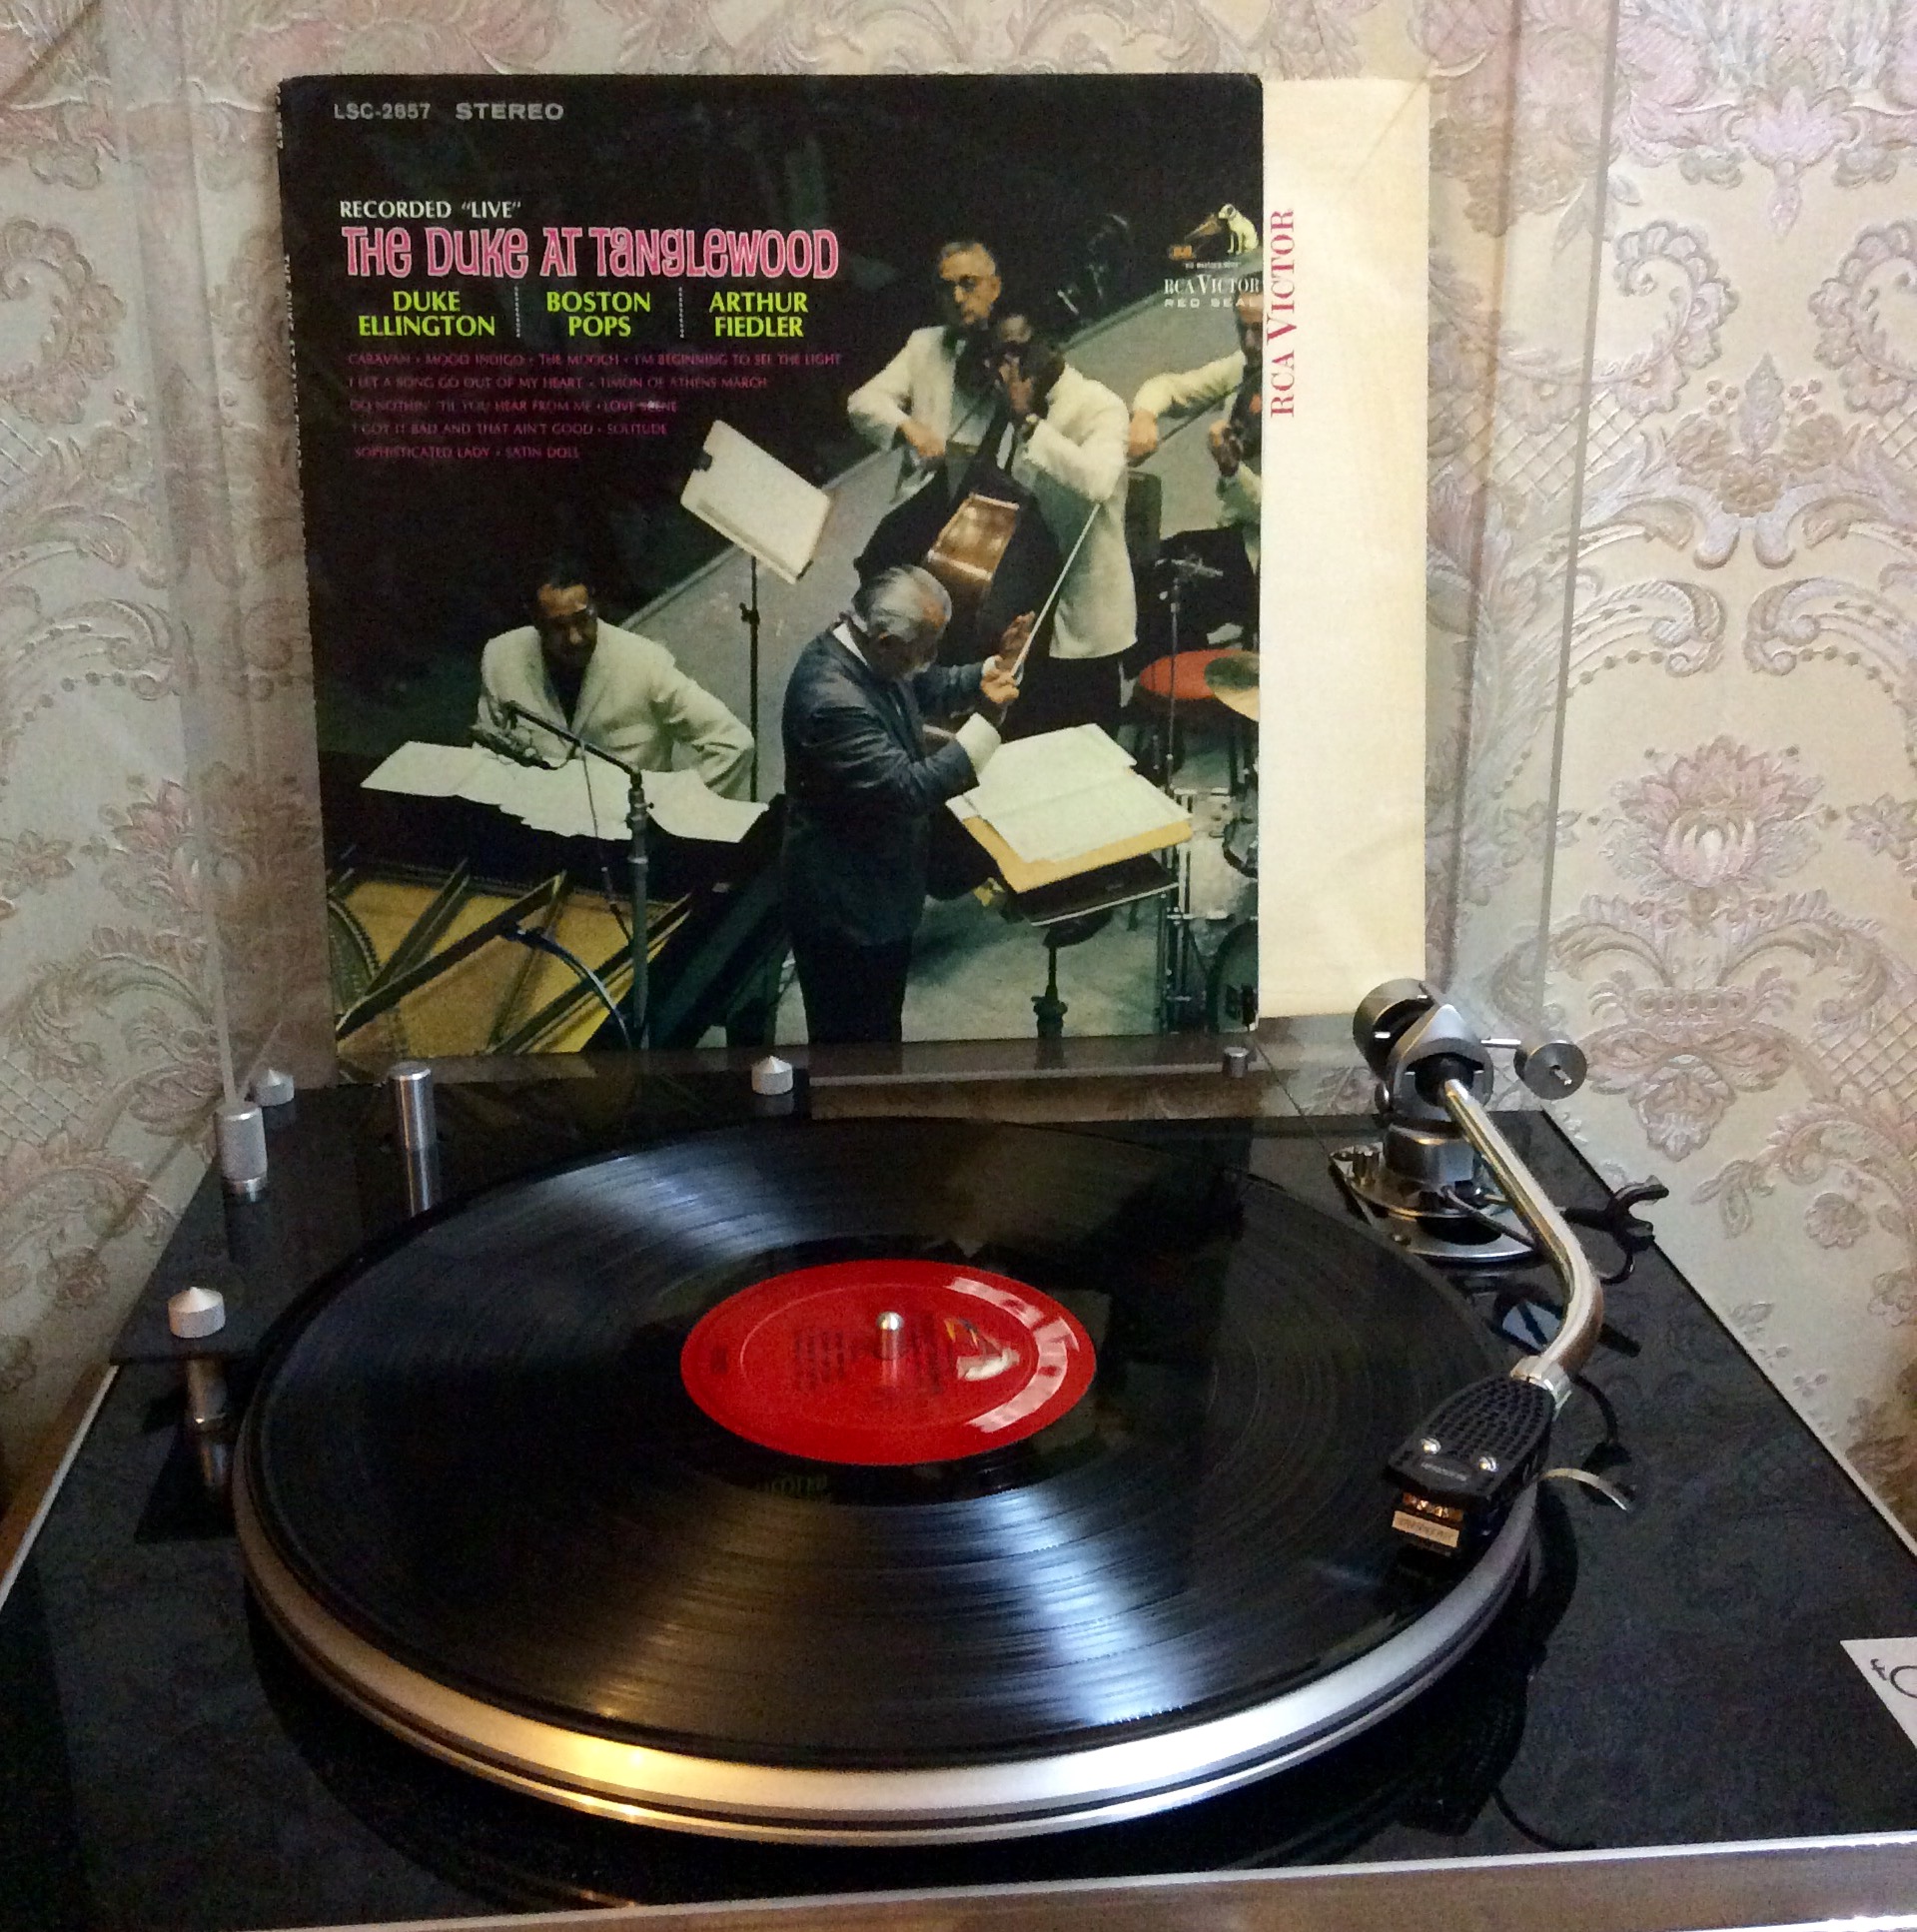 LSC-2657 STEREO
RECORDED "LIVE"
THE DUKE AT TANGLEWOOD
DUKE ELLINGTON
BOSTON POPS
ARTHUR FIEDLER
CARAVAN • MOOD INDIGO • THE MOOCH • I'M BEGINNING TO SEE THE LIGHT
I LET A SONG GO OUT OF MY HEART • TIMON OF ATHENS MARCH
DO NOTHIN' 'TIL YOU HEAR FROM ME • LOVE SCENE
I GOT IT BAD AND THAT AIN'T GOOD • SOLITUDE
SOPHISTICATED LADY • SATIN DOLL
RCA VICTOR
RED SEAL
RCA VICTOR